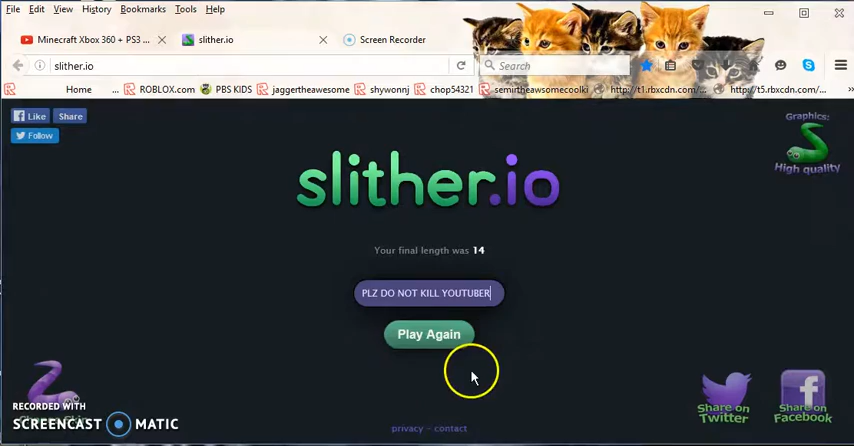 File Edit View History Bookmarks Tools Help
Minecraft Xbox 360 + PS3 ...
slither.io
Screen Recorder
slither.io
Search
Home
...
ROBLOX.com
PBS KIDS
jaggertheawesome
shywonnj
chop54321
semirtheawsomecoolki
http://t1.rbxcdn.com/...
http://t5.rbxcdn.com/...
Like
Share
Follow
Graphics:
High quality
slither.io
Your final length was 14
PLZ DO NOT KILL YOUTUBER
Play Again
RECORDED WITH
SCREENCAST MATIC
Share on
Twitter
Share on
Facebook
privacy - contact